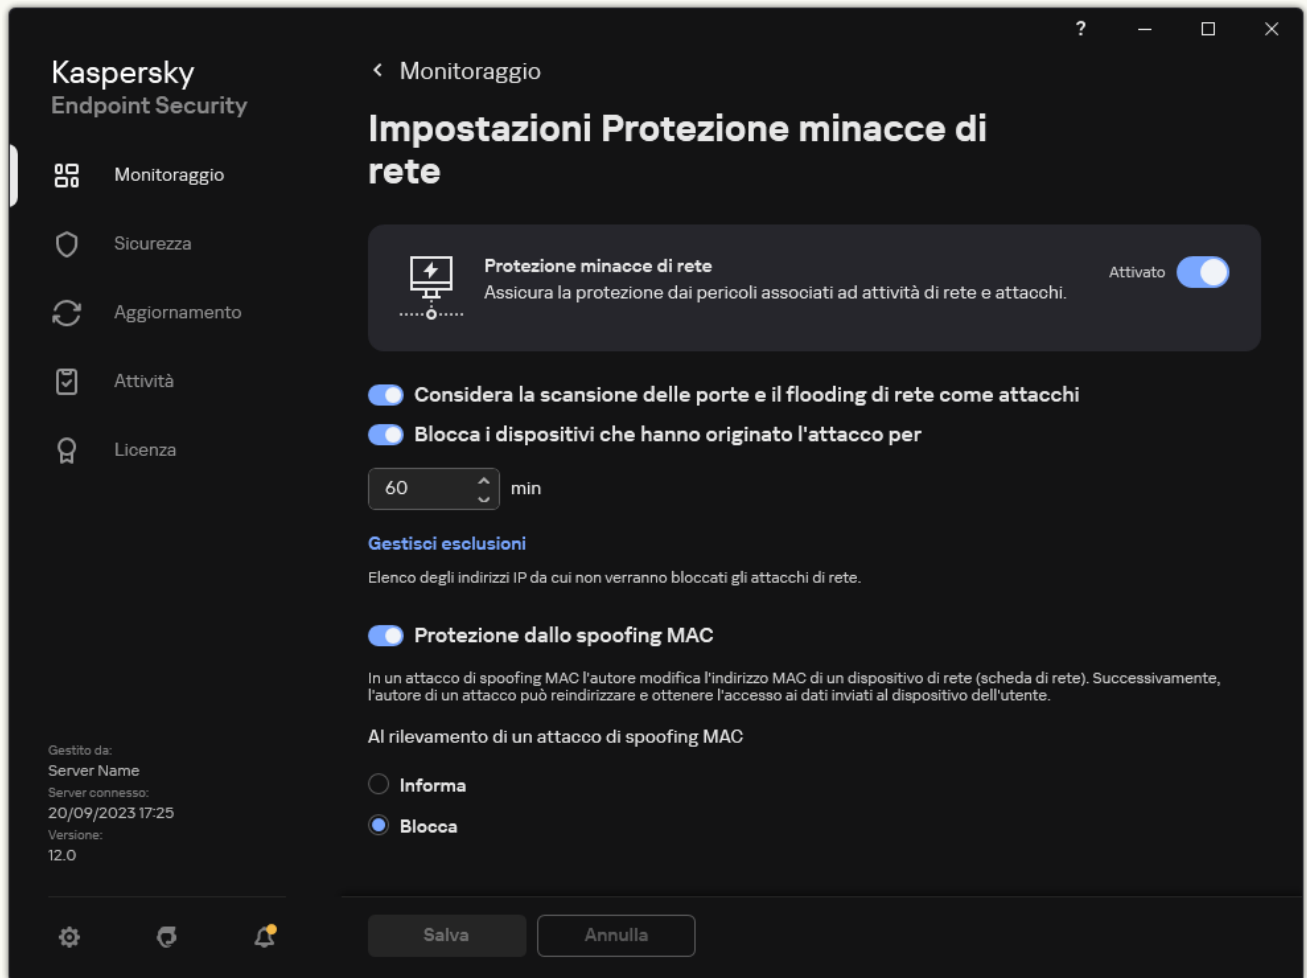 ?
Kaspersky
Endpoint Security
Monitoraggio
Sicurezza
Aggiornamento
Attività
Licenza
Gestito da:
Server Name
Server connesso:
20/09/2023 17:25
Versione:
12.0
Monitoraggio
Impostazioni Protezione minacce di
rete
Protezione minacce di rete
Assicura la protezione dai pericoli associati ad attività di rete e attacchi.
Attivato
Considera la scansione delle porte e il flooding di rete come attacchi
Blocca i dispositivi che hanno originato l'attacco per
60 min
Gestisci esclusioni
Elenco degli indirizzi IP da cui non verranno bloccati gli attacchi di rete.
Protezione dallo spoofing MAC
In un attacco di spoofing MAC l'autore modifica l'indirizzo MAC di un dispositivo di rete (scheda di rete). Successivamente,
l'autore di un attacco può reindirizzare e ottenere l'accesso ai dati inviati al dispositivo dell'utente.
Al rilevamento di un attacco di spoofing MAC
Informa
Blocca
Salva
Annulla